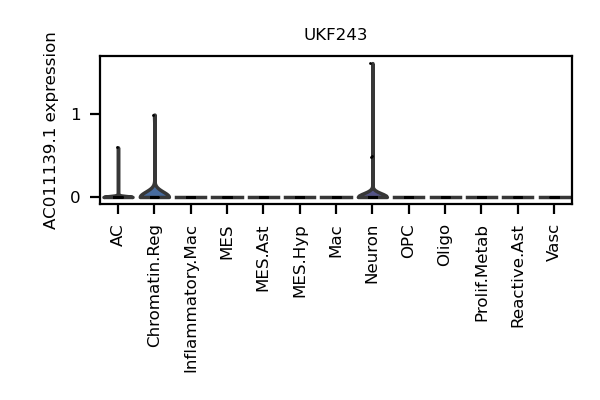 UKF243
AC011139.1 expression
1
0
AC
Chromatin.Reg
Inflammatory.Mac
MES
MES.Ast
MES.Hyp
Mac
Neuron
OPC
Oligo
Prolif.Metab
Reactive.Ast
Vasc